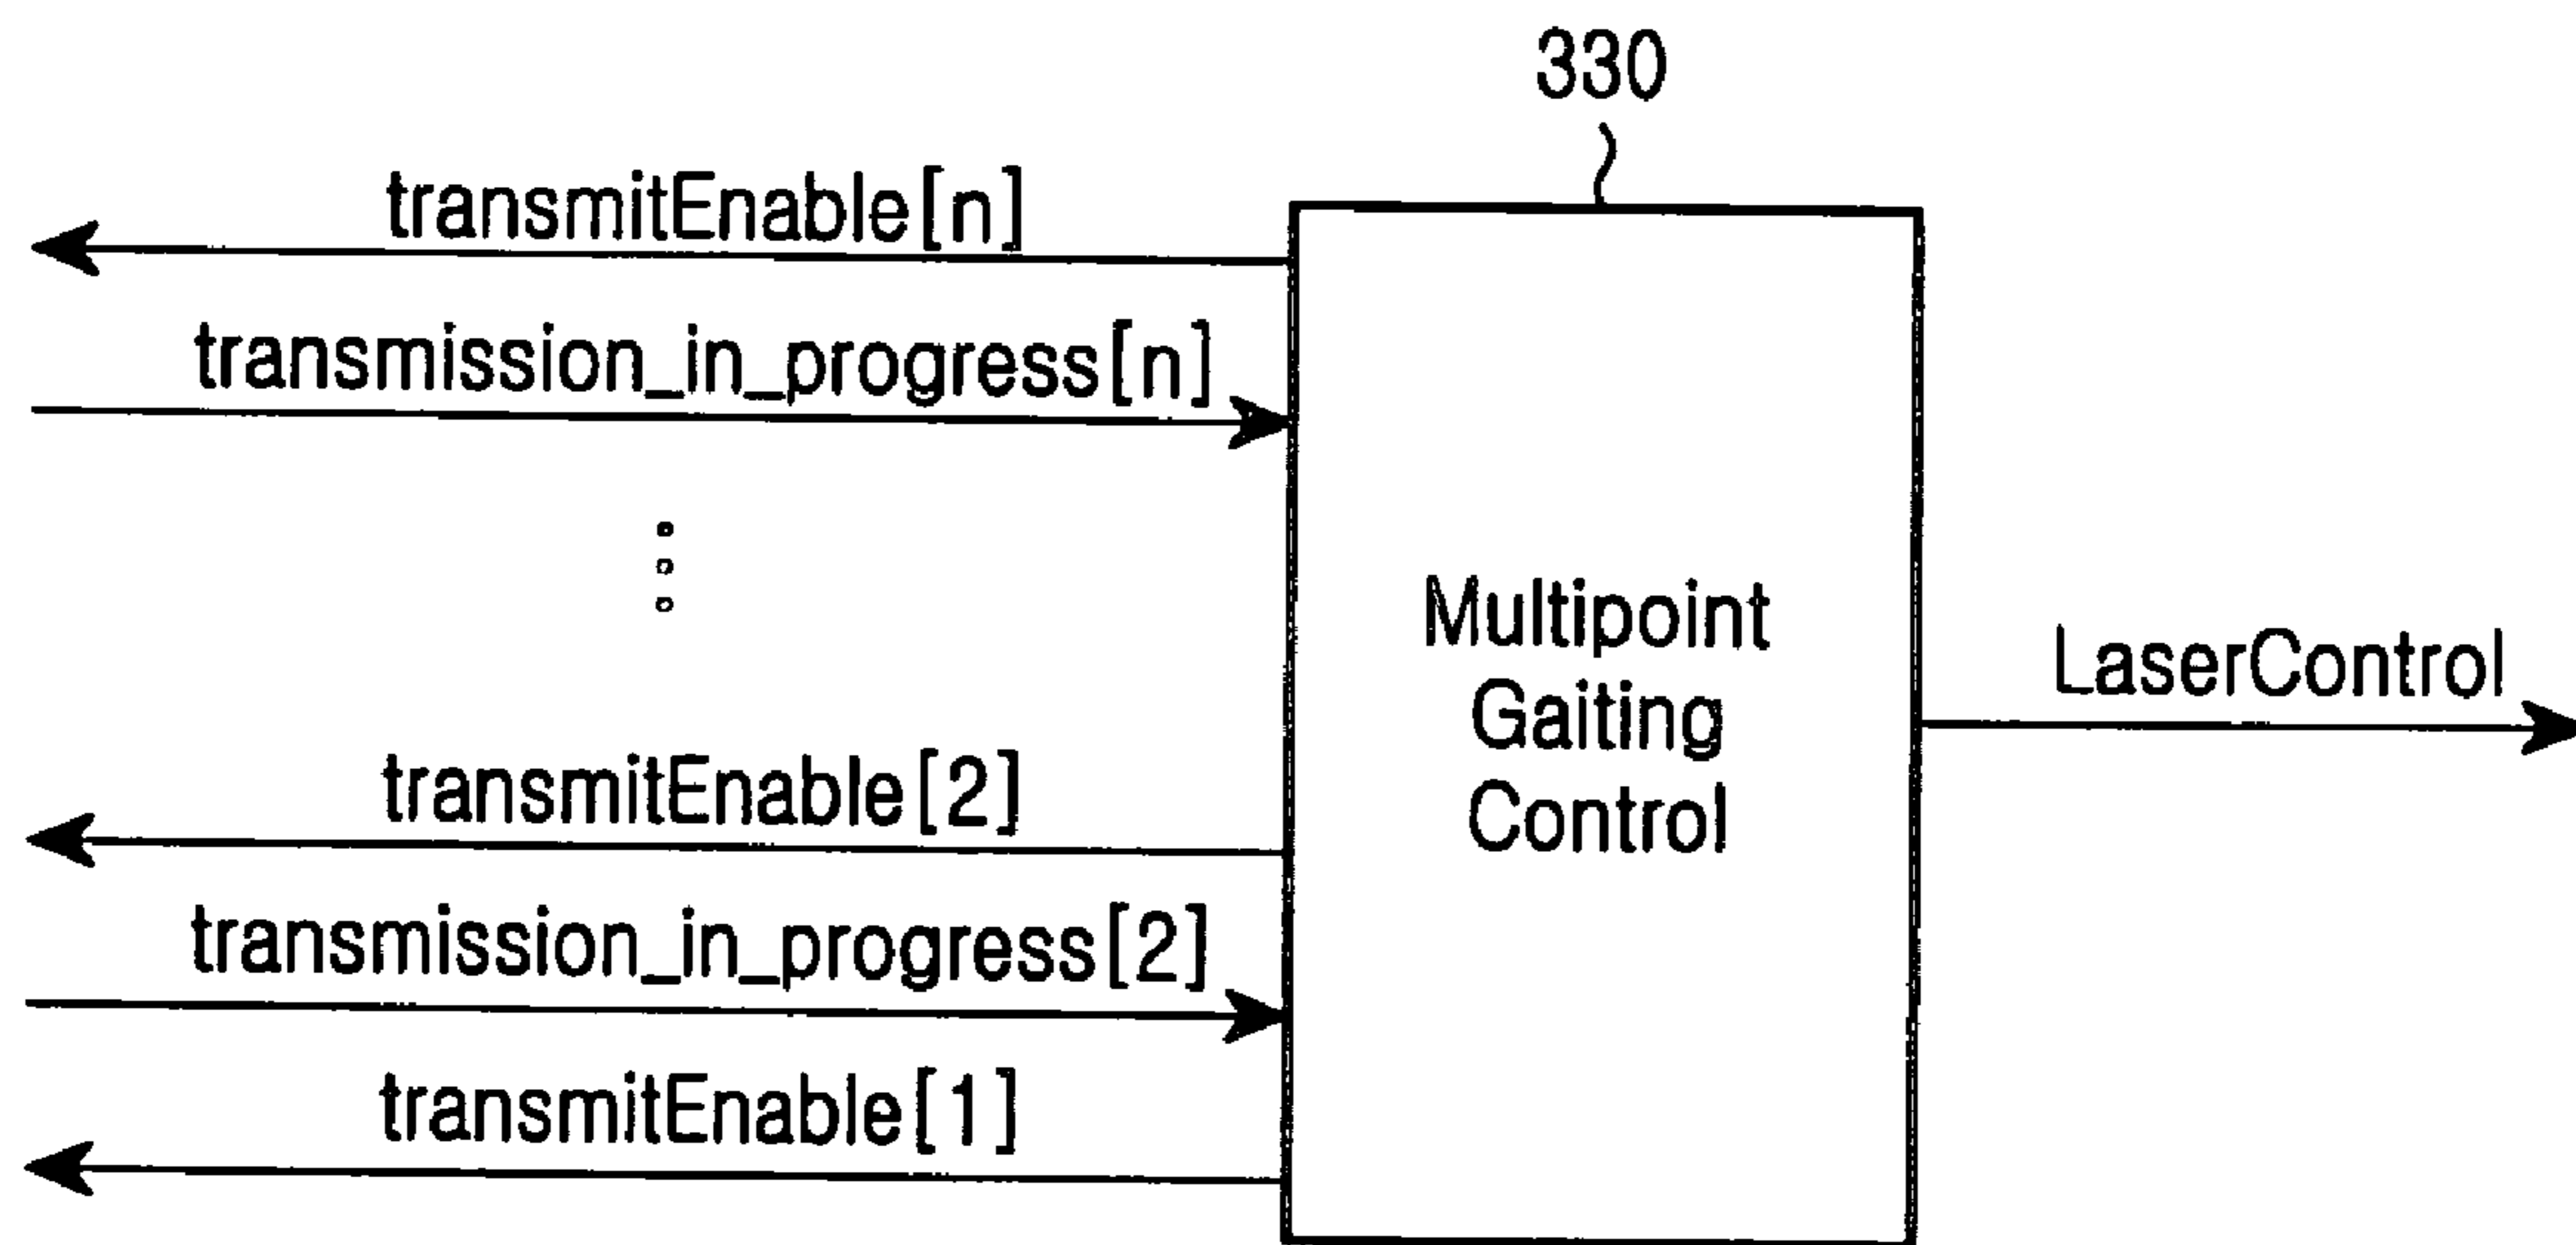 330
transmitEnable[n]
transmission_in_progress[n]
Multipoint
Gaiting
Control
LaserControl
transmitEnable[2]
transmission_in_progress[2]
transmitEnable[1]